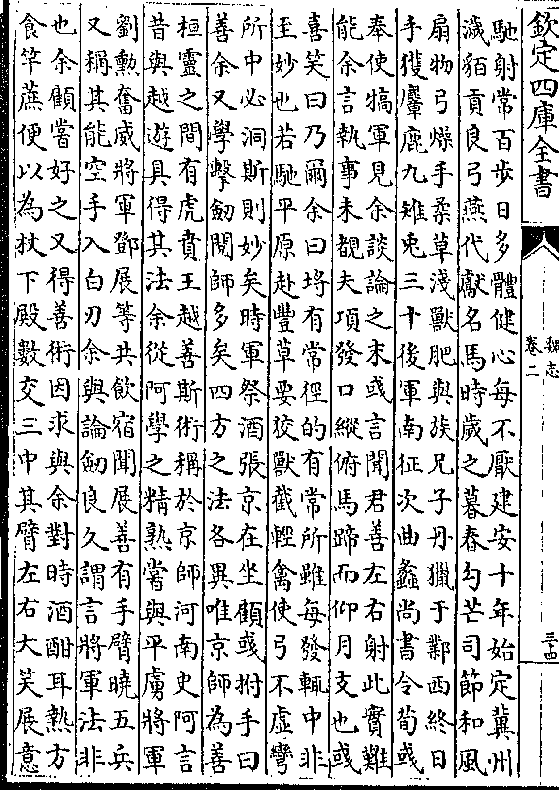 欽定四庫全書
魏志
卷二
三十四
馳射常百步日多體健心每不厭建安十年始定冀州
濊貊貢良弓燕代獻名馬時歲之暮春勾芒司節和風
扇物弓燥手柔草淺獸肥與族兄子丹獵于鄴西終日
手獲麞鹿九雉兎三十後軍南征次曲蠡尚書令荀彧
奉使犒軍見余談論之末彧言聞君善左右射此實難
能余言執事未覩夫項發口縱俯馬蹄而仰月支也彧
喜笑曰乃爾余曰埒有常徑的有常所雖每發輒中非
至妙也若馳平原赴豐草要狡獸截輕禽使弓不虛彎
所中必洞斯則妙矣時軍祭酒張京在坐顧彧拊手曰
善余又學擊劔閱師多矣四方之法各異唯京師為善
桓靈之間有虎賁王越善斯術稱於京師河南史阿言
昔與越遊具得其法余從阿學之精熟嘗與平虜將軍
劉勲奮威將軍鄧展等共飲宿聞展善有手臂曉五兵
又稱其能空手入白刃余與論劔良久謂言將軍法非
也余顧嘗好之又得善術因求與余對時酒酣耳熱方
食竿蔗便以為杖下殿數交三中其臂左右大笑展意